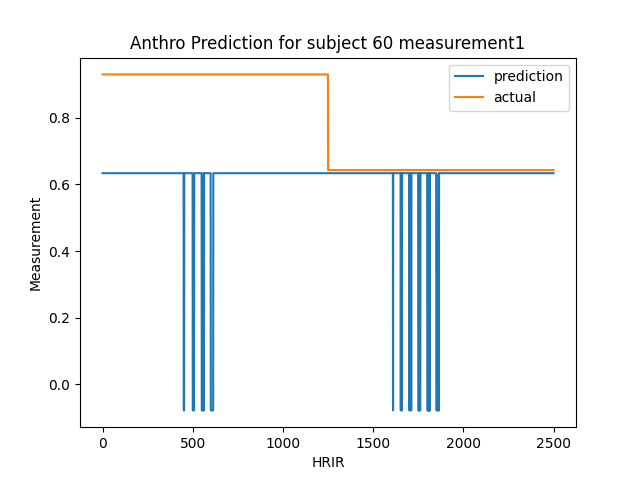 Anthro Prediction for subject 60 measurement1
prediction
actual
Measurement
0.8
0.6
0.4
0.2
0.0
0
500
1000
1500
2000
2500
HRIR